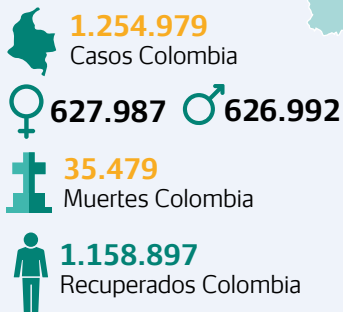 1.254.979
Casos Colombia
627.987 626.992
35.479
Muertes Colombia
1.158.897
Recuperados Colombia